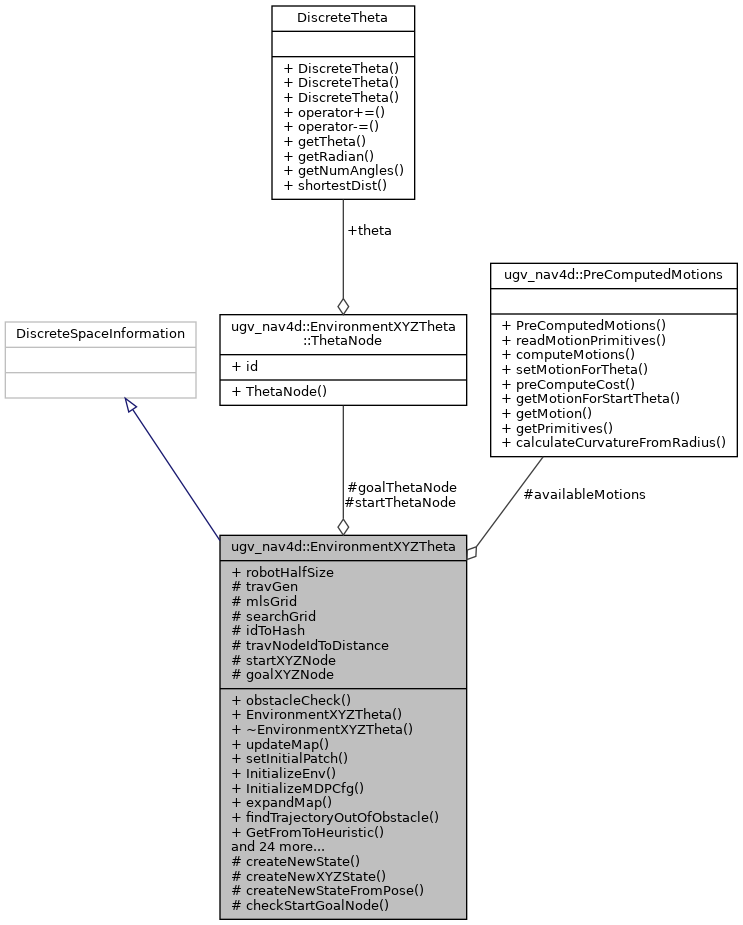 DiscreteTheta
+ DiscreteTheta()
+ DiscreteTheta()
+ DiscreteTheta()
+ operator+=()
+ operator-=()
+ getTheta()
+ getRadian()
+ getNumAngles()
+ shortestDist()
+theta
ugv_nav4d::PreComputedMotions
+ PreComputedMotions()
+ readMotionPrimitives()
+ computeMotions()
+ setMotionForTheta()
+ preComputeCost()
+ getMotionForStartTheta()
+ getMotion()
+ getPrimitives()
+ calculateCurvatureFromRadius()
DiscreteSpaceInformation
ugv_nav4d::EnvironmentXYZTheta
::ThetaNode
+ id
+ ThetaNode()
#goalThetaNode
#startThetaNode
#availableMotions
ugv_nav4d::EnvironmentXYZTheta
+ robotHalfSize
# travGen
# mlsGrid
# searchGrid
# idToHash
# travNodeIdToDistance
# startXYZNode
# goalXYZNode
+ obstacleCheck()
+ EnvironmentXYZTheta()
+ ~EnvironmentXYZTheta()
+ updateMap()
+ setInitialPatch()
+ InitializeEnv()
+ InitializeMDPCfg()
+ expandMap()
+ findTrajectoryOutOfObstacle()
+ GetFromToHeuristic()
and 24 more...
# createNewState()
# createNewXYZState()
# createNewStateFromPose()
# checkStartGoalNode()